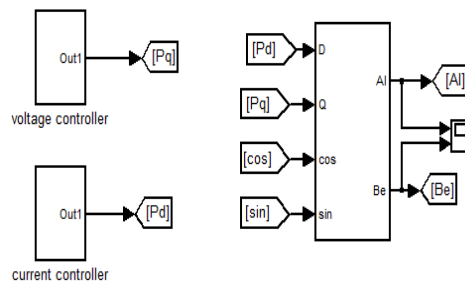 Out1
[Pq]
voltage controller
Out1
[Pd]
current controller
[Pd]
D
[Pq]
Q
[cos]
cos
[sin]
sin
Al
[Al]
Be
[Be]